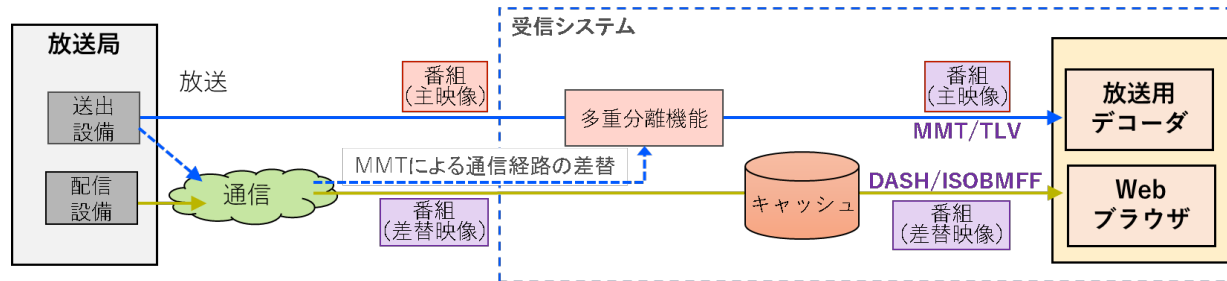 受信システム
放送局
放送
番組
(主映像)
番組
(主映像)
送出
設備
多重分離機能
放送用
デコーダ
MMT/TLV
MMTによる通信経路の差替
配信
設備
通信
キャッシュ
DASH/ISOBMFF
Web
ブラウザ
番組
(差替映像)
番組
(差替映像)